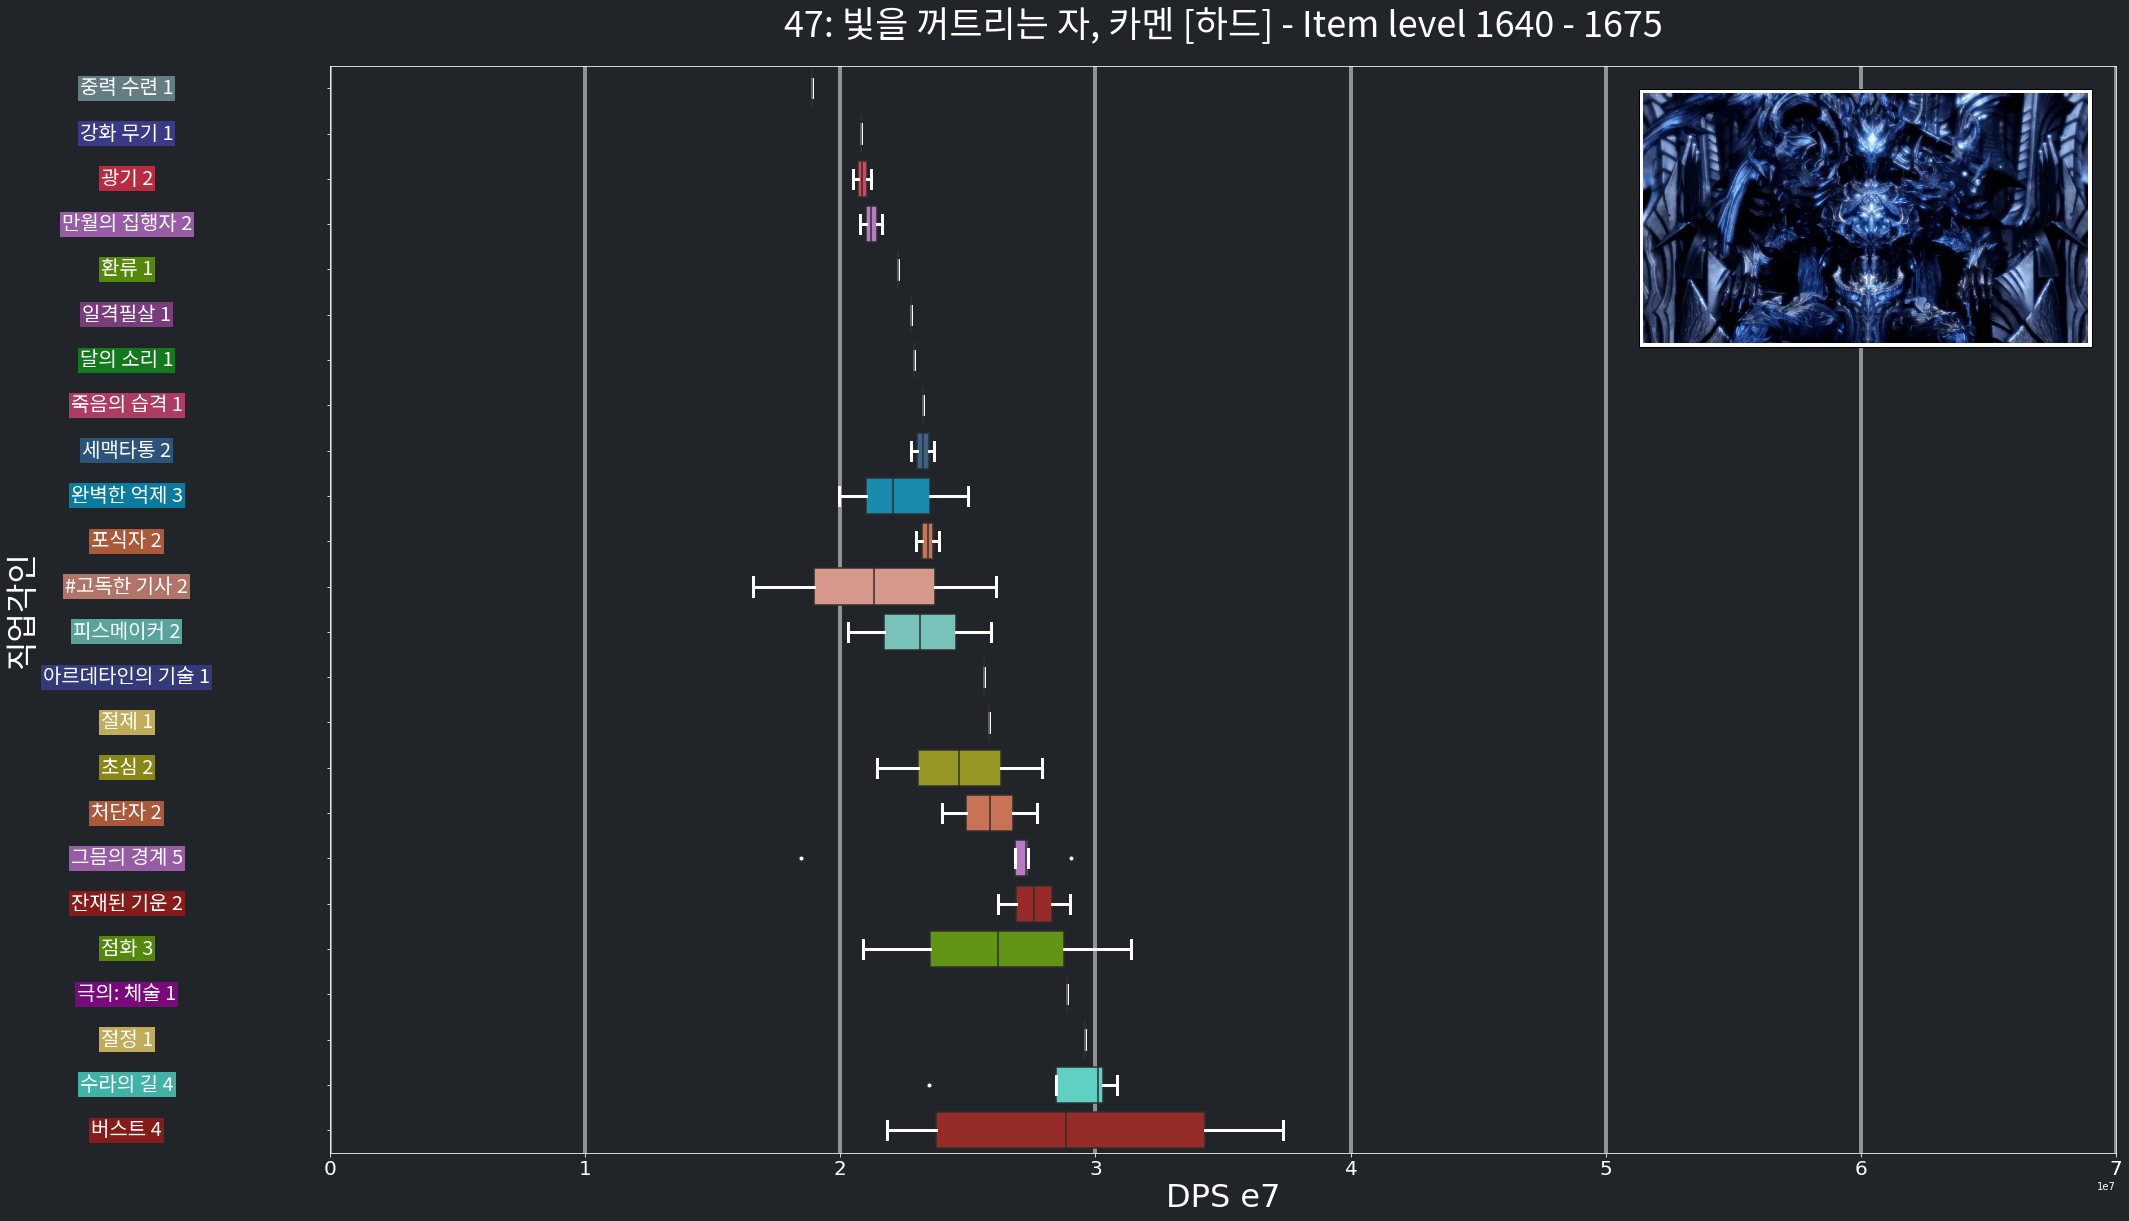 47: 빛을 꺼트리는 자, 카멘 [하드] - Item level 1640 - 1675
직업각인
중력 수련 1
강화 무기 1
광기 2
만월의 집행자 2
환류 1
일격필살 1
달의 소리 1
죽음의 습격 1
세맥타통 2
완벽한 억제 3
포식자 2
#고독한 기사 2
피스메이커 2
아르데타인의 기술 1
절제 1
초심 2
처단자 2
그믐의 경계 5
잔재된 기운 2
점화 3
극의: 체술 1
절정 1
수라의 길 4
버스트 4
0 1 2 3 4 5 6 7
1e7
DPS e7